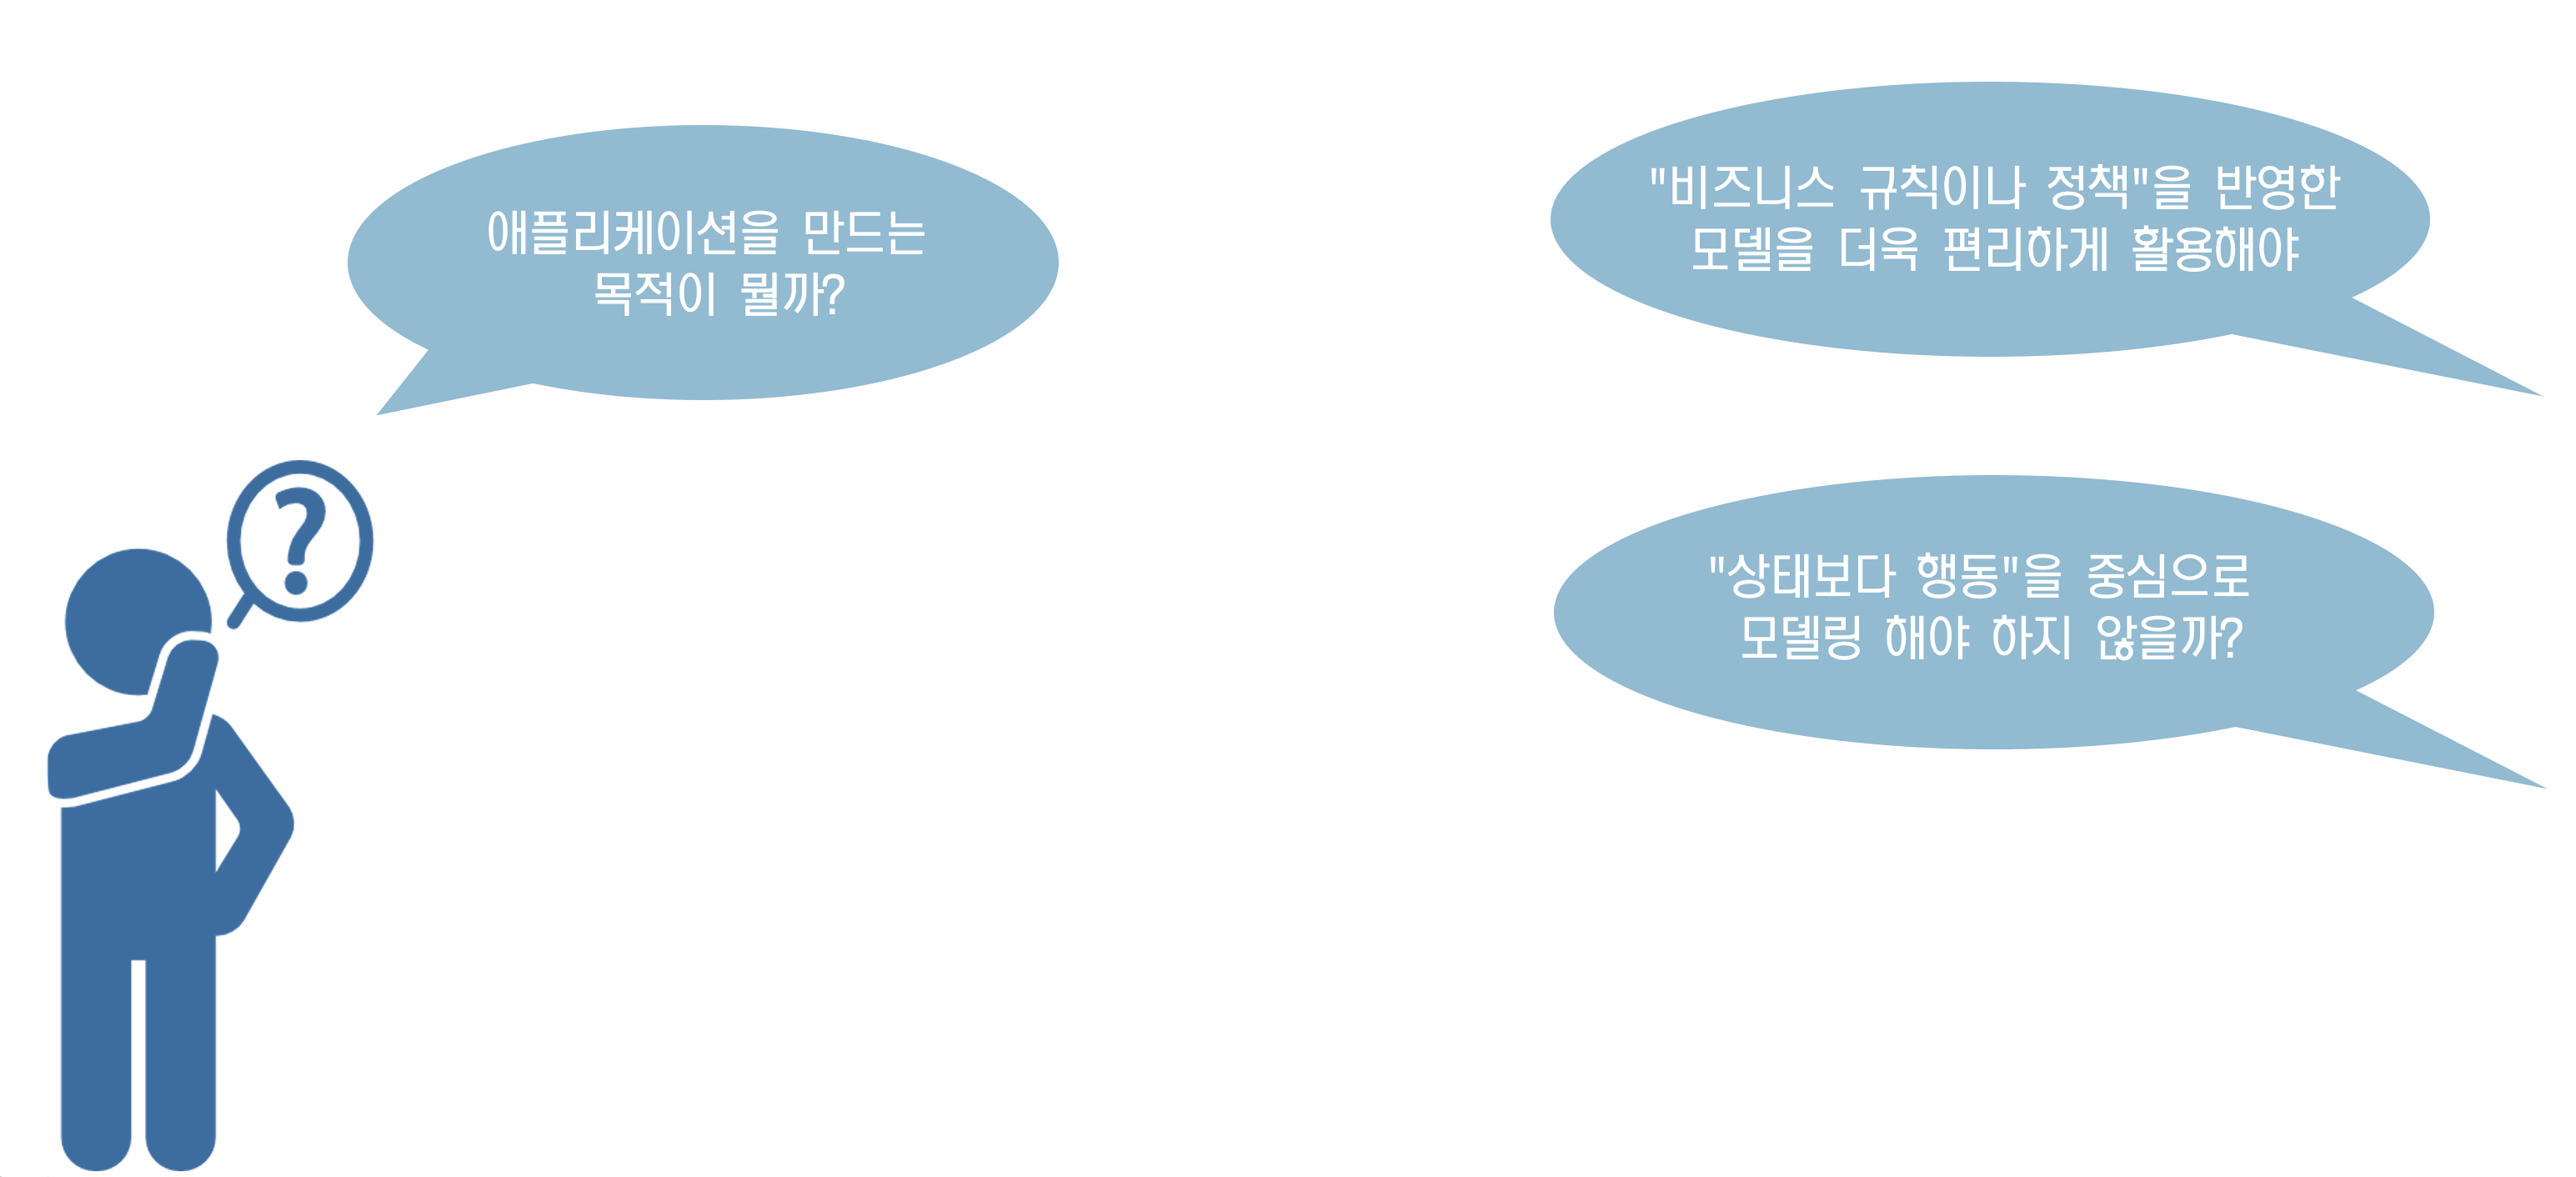 애플리케이션을 만드는
목적이 뭘까?
"비즈니스 규칙이나 정책"을 반영한
모델을 더욱 편리하게 활용해야
"상태보다 행동"을 중심으로
모델링 해야 하지 않을까?
?